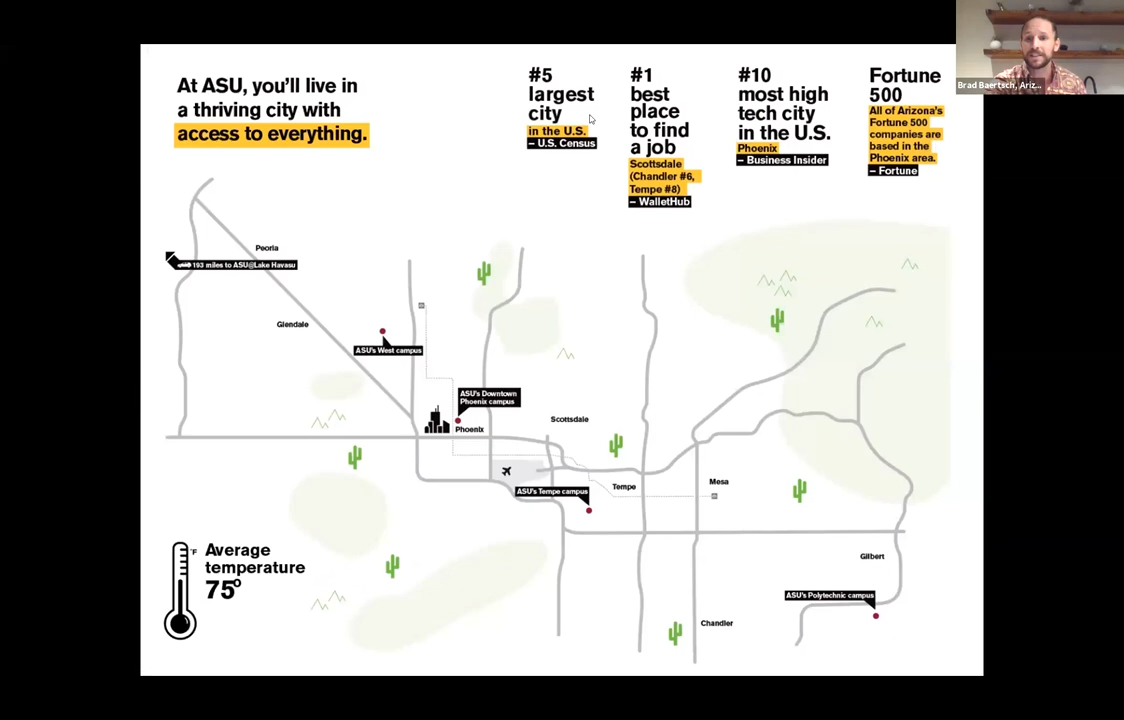 At ASU, you'll live in
a thriving city with
access to everything.
#5
largest
city
in the U.S.
– U.S. Census
#1
best
place
to find
a job
Scottsdale
(Chandler #6,
Tempe #8)
– WalletHub
#10
most high
tech city
in the U.S.
Phoenix
– Business Insider
Fortune
500
All of Arizona's
Fortune 500
companies are
based in the
Phoenix area.
– Fortune
Brad Baertsch, Ariz...
Peoria
193 miles to ASU@Lake Havasu
Glendale
ASU's West campus
ASU's Downtown
Phoenix campus
Phoenix
Scottsdale
ASU's Tempe campus
Tempe
Mesa
Gilbert
ASU's Polytechnic campus
Chandler
°F
Average
temperature
75°